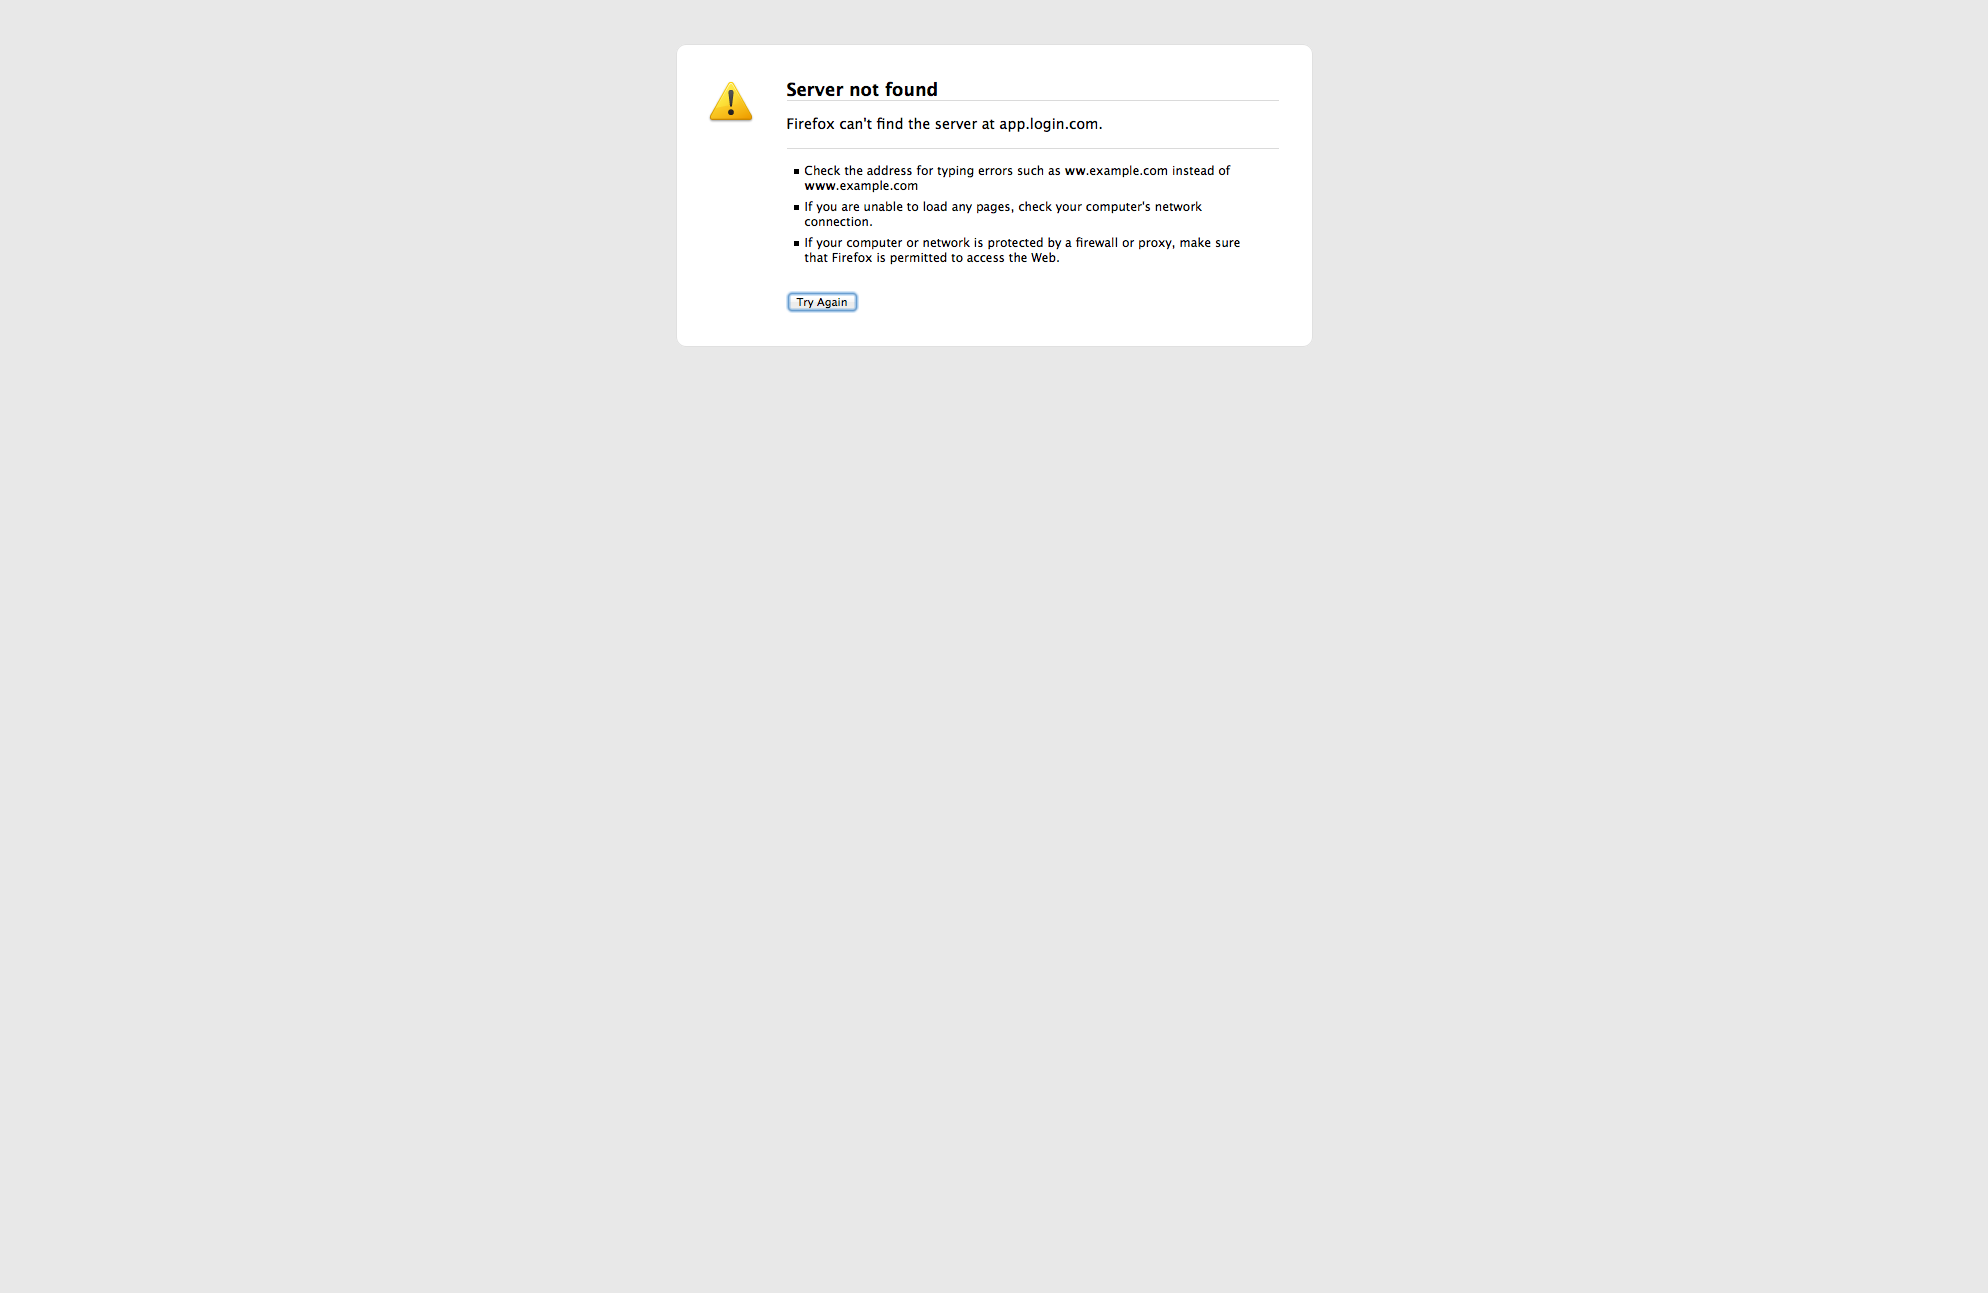 Server not found
Firefox can't find the server at app.login.com.
Check the address for typing errors such as ww.example.com instead of
www.example.com
If you are unable to load any pages, check your computer's network
connection.
If your computer or network is protected by a firewall or proxy, make sure
that Firefox is permitted to access the Web.
Try Again